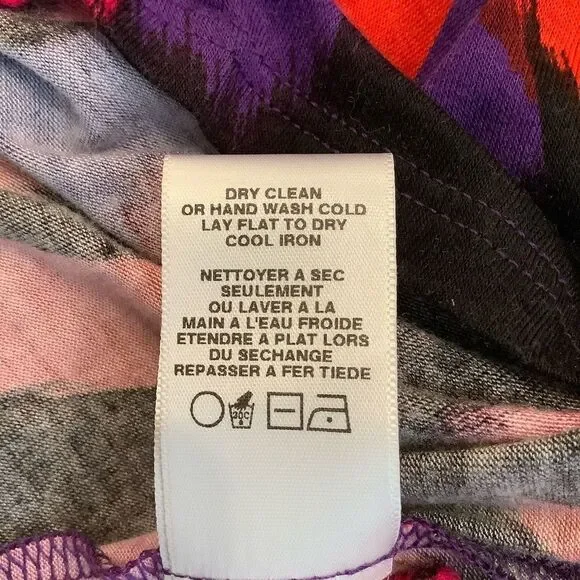 DRY CLEAN
OR HAND WASH COLD
LAY FLAT TO DRY
COOL IRON
NETTOYER A SEC
SEULEMENT
OU LAVER A LA
MAIN A L'EAU FROIDE
ETENDRE A PLAT LORS
DU SECHANGE
REPASSER A FER TIEDE
30C